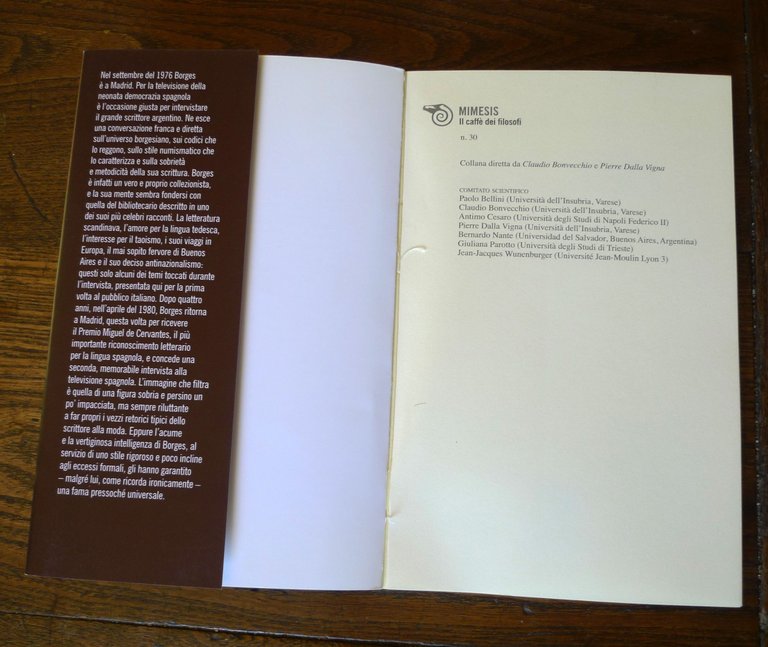 Nel settembre del 1976 Borges
è a Madrid. Per la televisione della
neonata democrazia spagnola
è l'occasione giusta per intervistare
il grande scrittore argentino. Ne esce
una conversazione franca e diretta
sull'universo borgesiano, sui codici che
lo reggono, sullo stile numismatico che
lo caratterizza e sulla sobrietà
e metodicità della sua scrittura. Borges
è infatti un vero e proprio collezionista,
e la sua mente sembra fondersi con
quella del bibliotecario descritto in uno
dei suoi più celebri racconti. La letteratura
scandinava, l'amore per la lingua tedesca,
l'interesse per il taoismo, i suoi viaggi in
Europa, il mai sopito fervore di Buenos
Aires e il suo deciso antinazionalismo:
questi solo alcuni dei temi toccati durante
l'intervista, presentata qui per la prima
volta al pubblico italiano. Dopo quattro
anni, nell'aprile del 1980, Borges ritorna
a Madrid, questa volta per ricevere
il Premio Miguel de Cervantes, il più
importante riconoscimento letterario
per la lingua spagnola, e concede una
seconda, memorabile intervista alla
televisione spagnola. L'immagine che filtra
è quella di una figura sobria e persino un
po' impacciata, ma sempre riluttante
a far propri i vezzi retorici tipici dello
scrittore alla moda. Eppure l'acume
e la vertiginosa intelligenza di Borges, al
servizio di uno stile rigoroso e poco incline
agli eccessi formali, gli hanno garantito
– malgré lui, come ricorda ironicamente –
una fama pressoché universale.
MIMESIS
Il caffè dei filosofi
n. 30
Collana diretta da Claudio Bonvecchio e Pierre Dalla Vigna
COMITATO SCIENTIFICO
Paolo Bellini (Università dell'Insubria, Varese)
Claudio Bonvecchio (Università dell'Insubria, Varese)
Antimo Cesaro (Università degli Studi di Napoli Federico II)
Pierre Dalla Vigna (Università dell'Insubria, Varese)
Bernardo Nante (Universidad del Salvador, Buenos Aires, Argentina)
Giuliana Parotto (Università degli Studi di Trieste)
Jean-Jacques Wunenburger (Université Jean-Moulin Lyon 3)